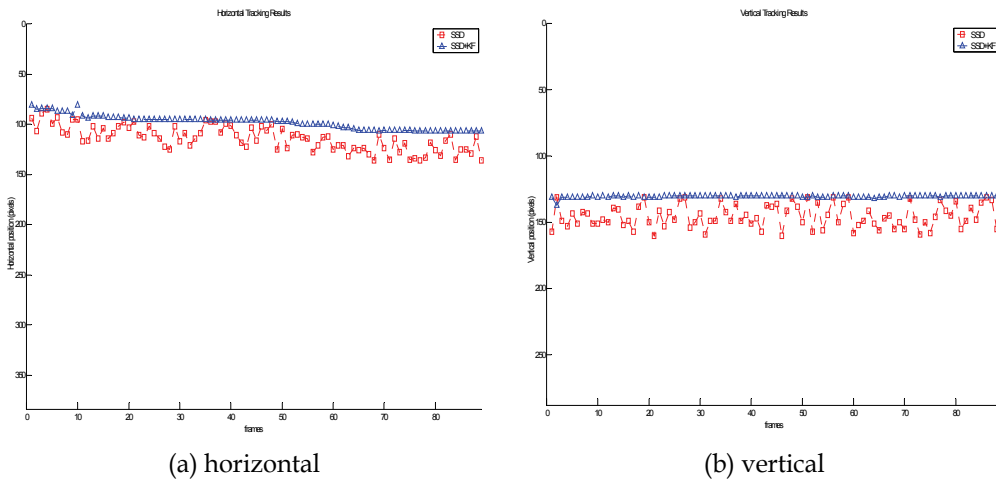 Horizontal Tracking Results
SSD
SSD+KF
Horizontal position (pixels)
0
50
100
150
200
250
300
350
0 10 20 30 40 50 60 70 80
frames
(a) horizontal
Vertical Tracking Results
SSD
SSD+KF
Vertical position (pixels)
0
50
100
150
200
250
0 10 20 30 40 50 60 70 80
frames
(b) vertical